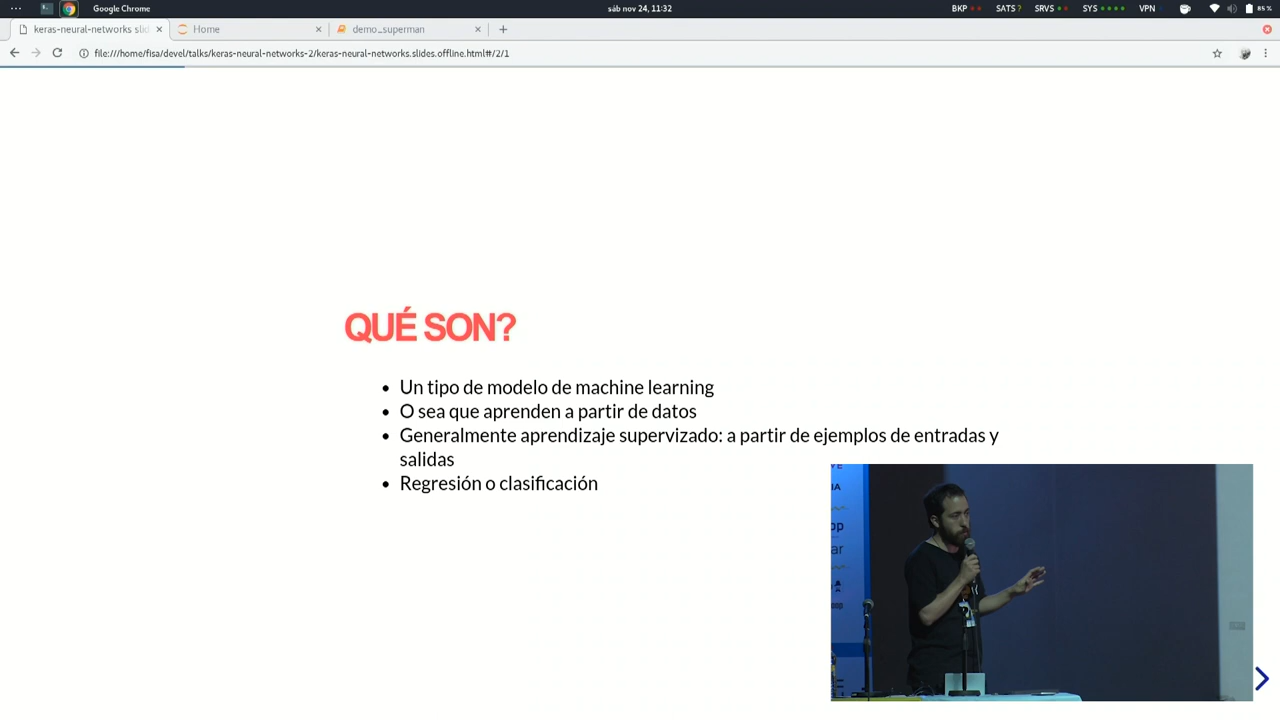 Google Chrome
sáb nov 24, 11:32
BKP
SATS ?
SRVS
SYS
VPN
85 %
keras-neural-networks slid
Home
demo_superman
file:///home/fisa/devel/talks/keras-neural-networks-2/keras-neural-networks.slides.offline.html#/2/1
QUÉ SON?
Un tipo de modelo de machine learning
O sea que aprenden a partir de datos
Generalmente aprendizaje supervizado: a partir de ejemplos de entradas y
salidas
Regresión o clasificación